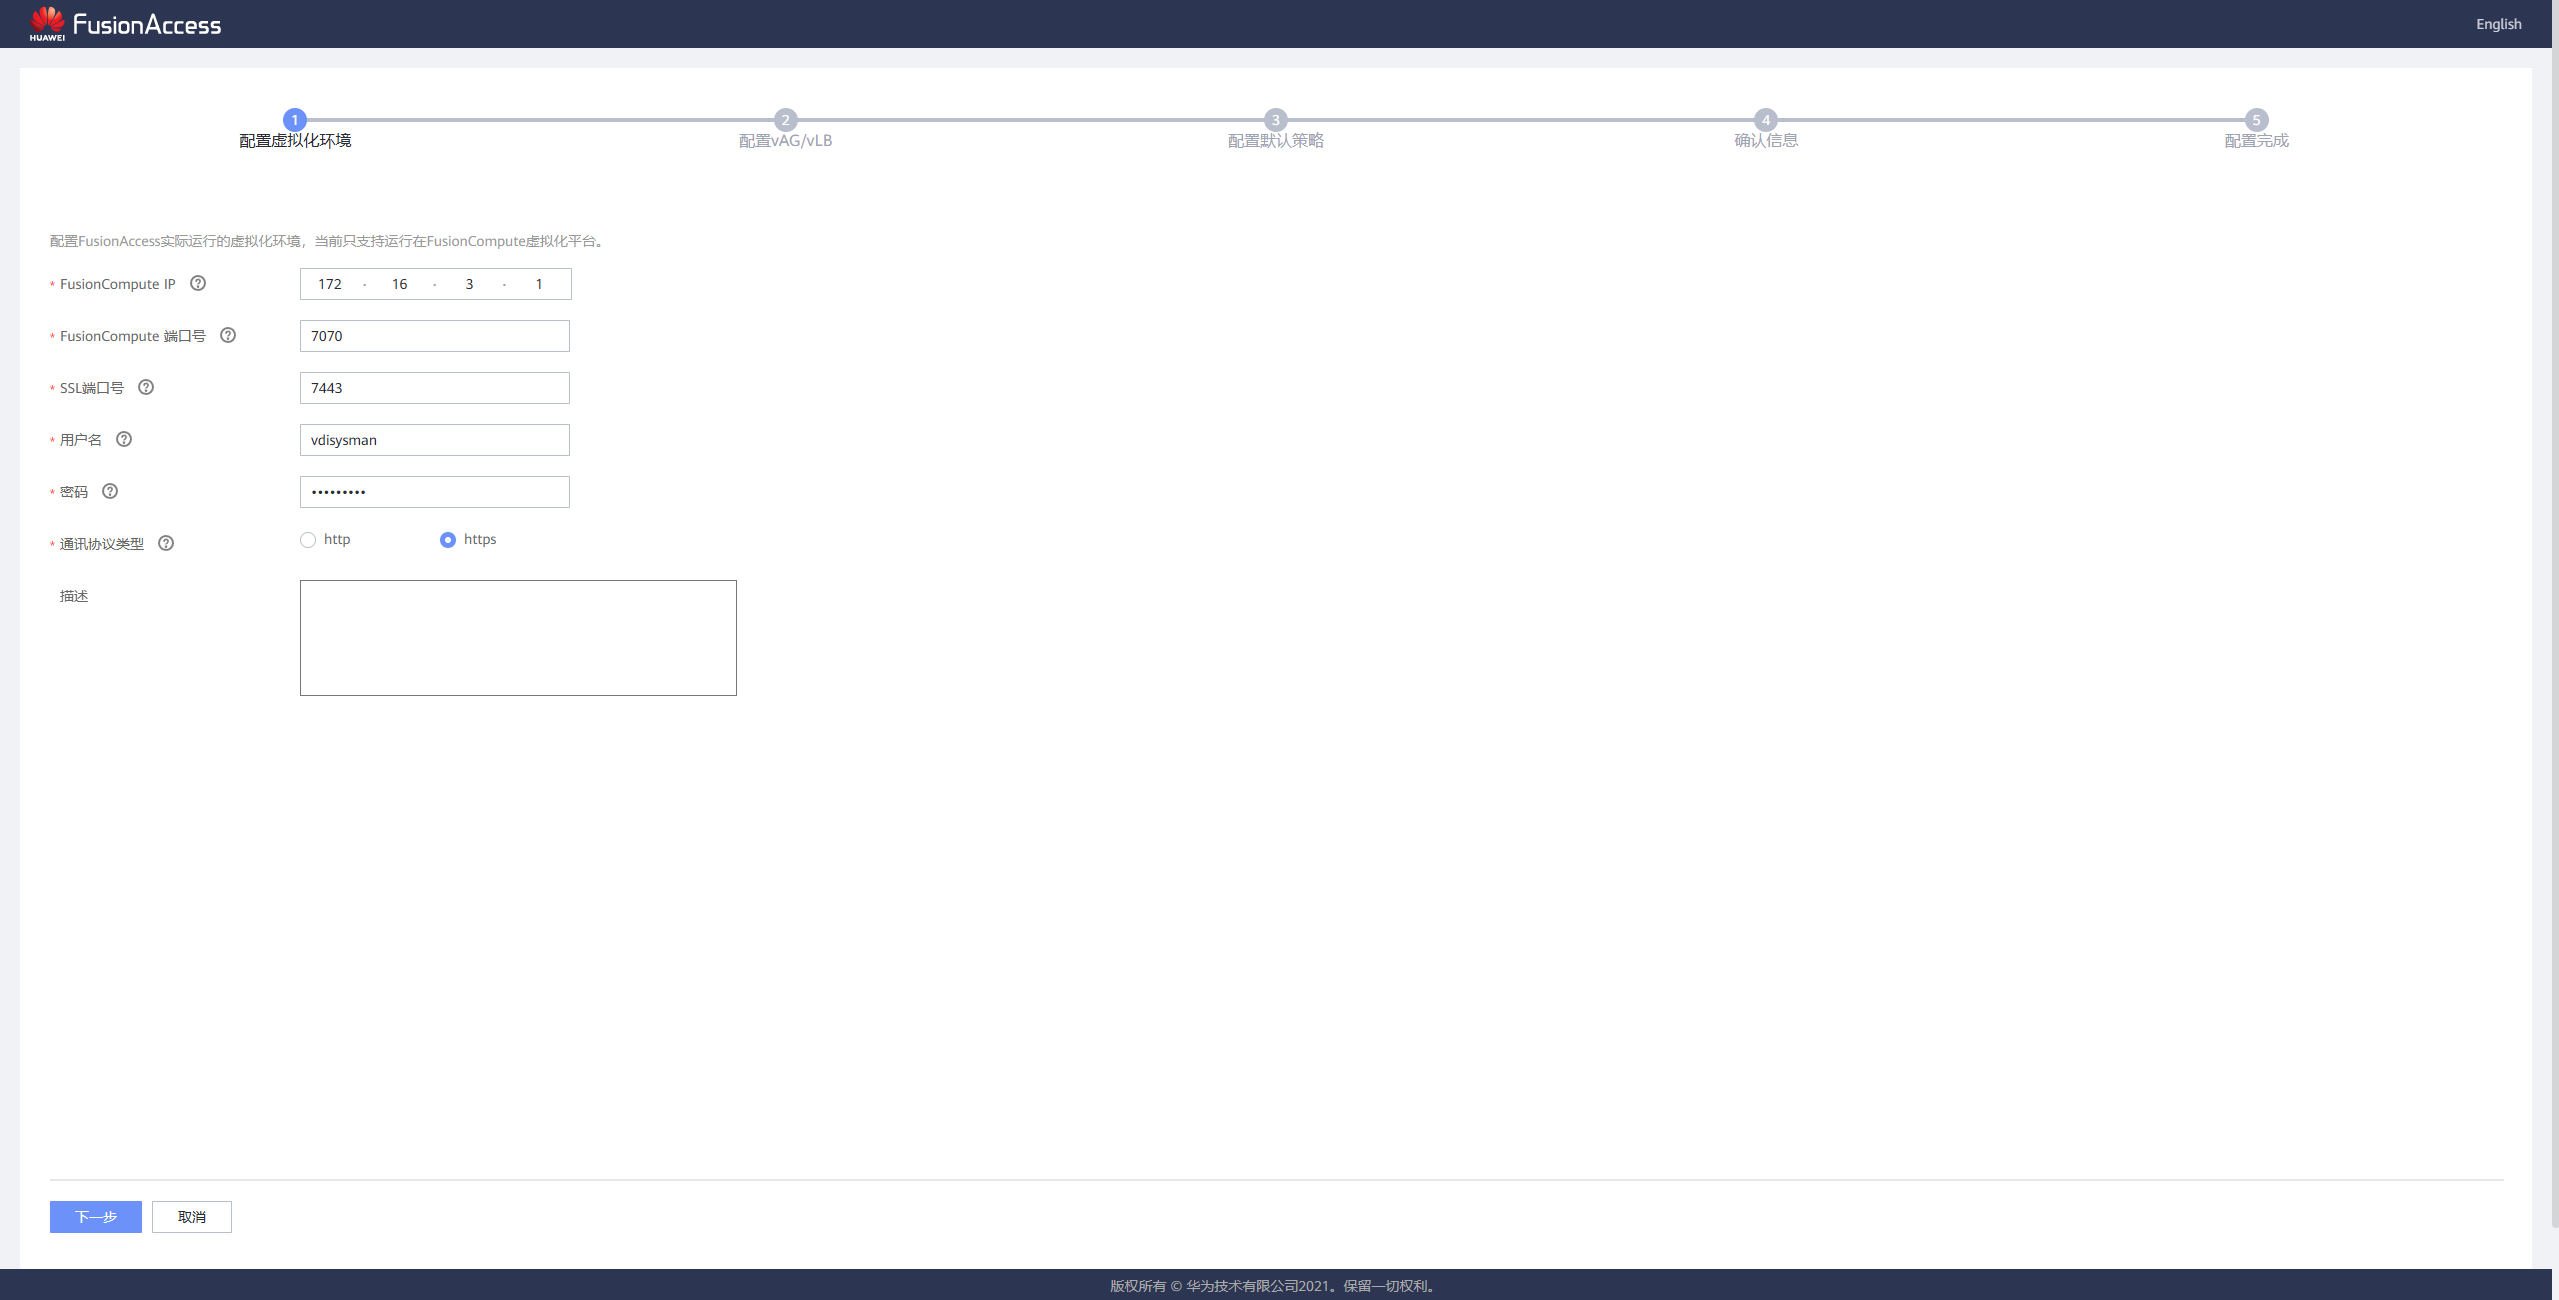 HUAWEI FusionAccess
English
1 2 3 4 5
配置虚拟化环境 配置vAG/vLB 配置默认策略 确认信息 配置完成
配置FusionAccess实际运行的虚拟化环境，当前只支持运行在FusionCompute虚拟化平台。
* FusionCompute IP ? 172 . 16 . 3 . 1
* FusionCompute 端口号 ? 7070
* SSL端口号 ? 7443
* 用户名 ? vdisysman
* 密码 ? •••••••••
* 通讯协议类型 ? http https
描述
下一步 取消
版权所有 © 华为技术有限公司2021。保留一切权利。